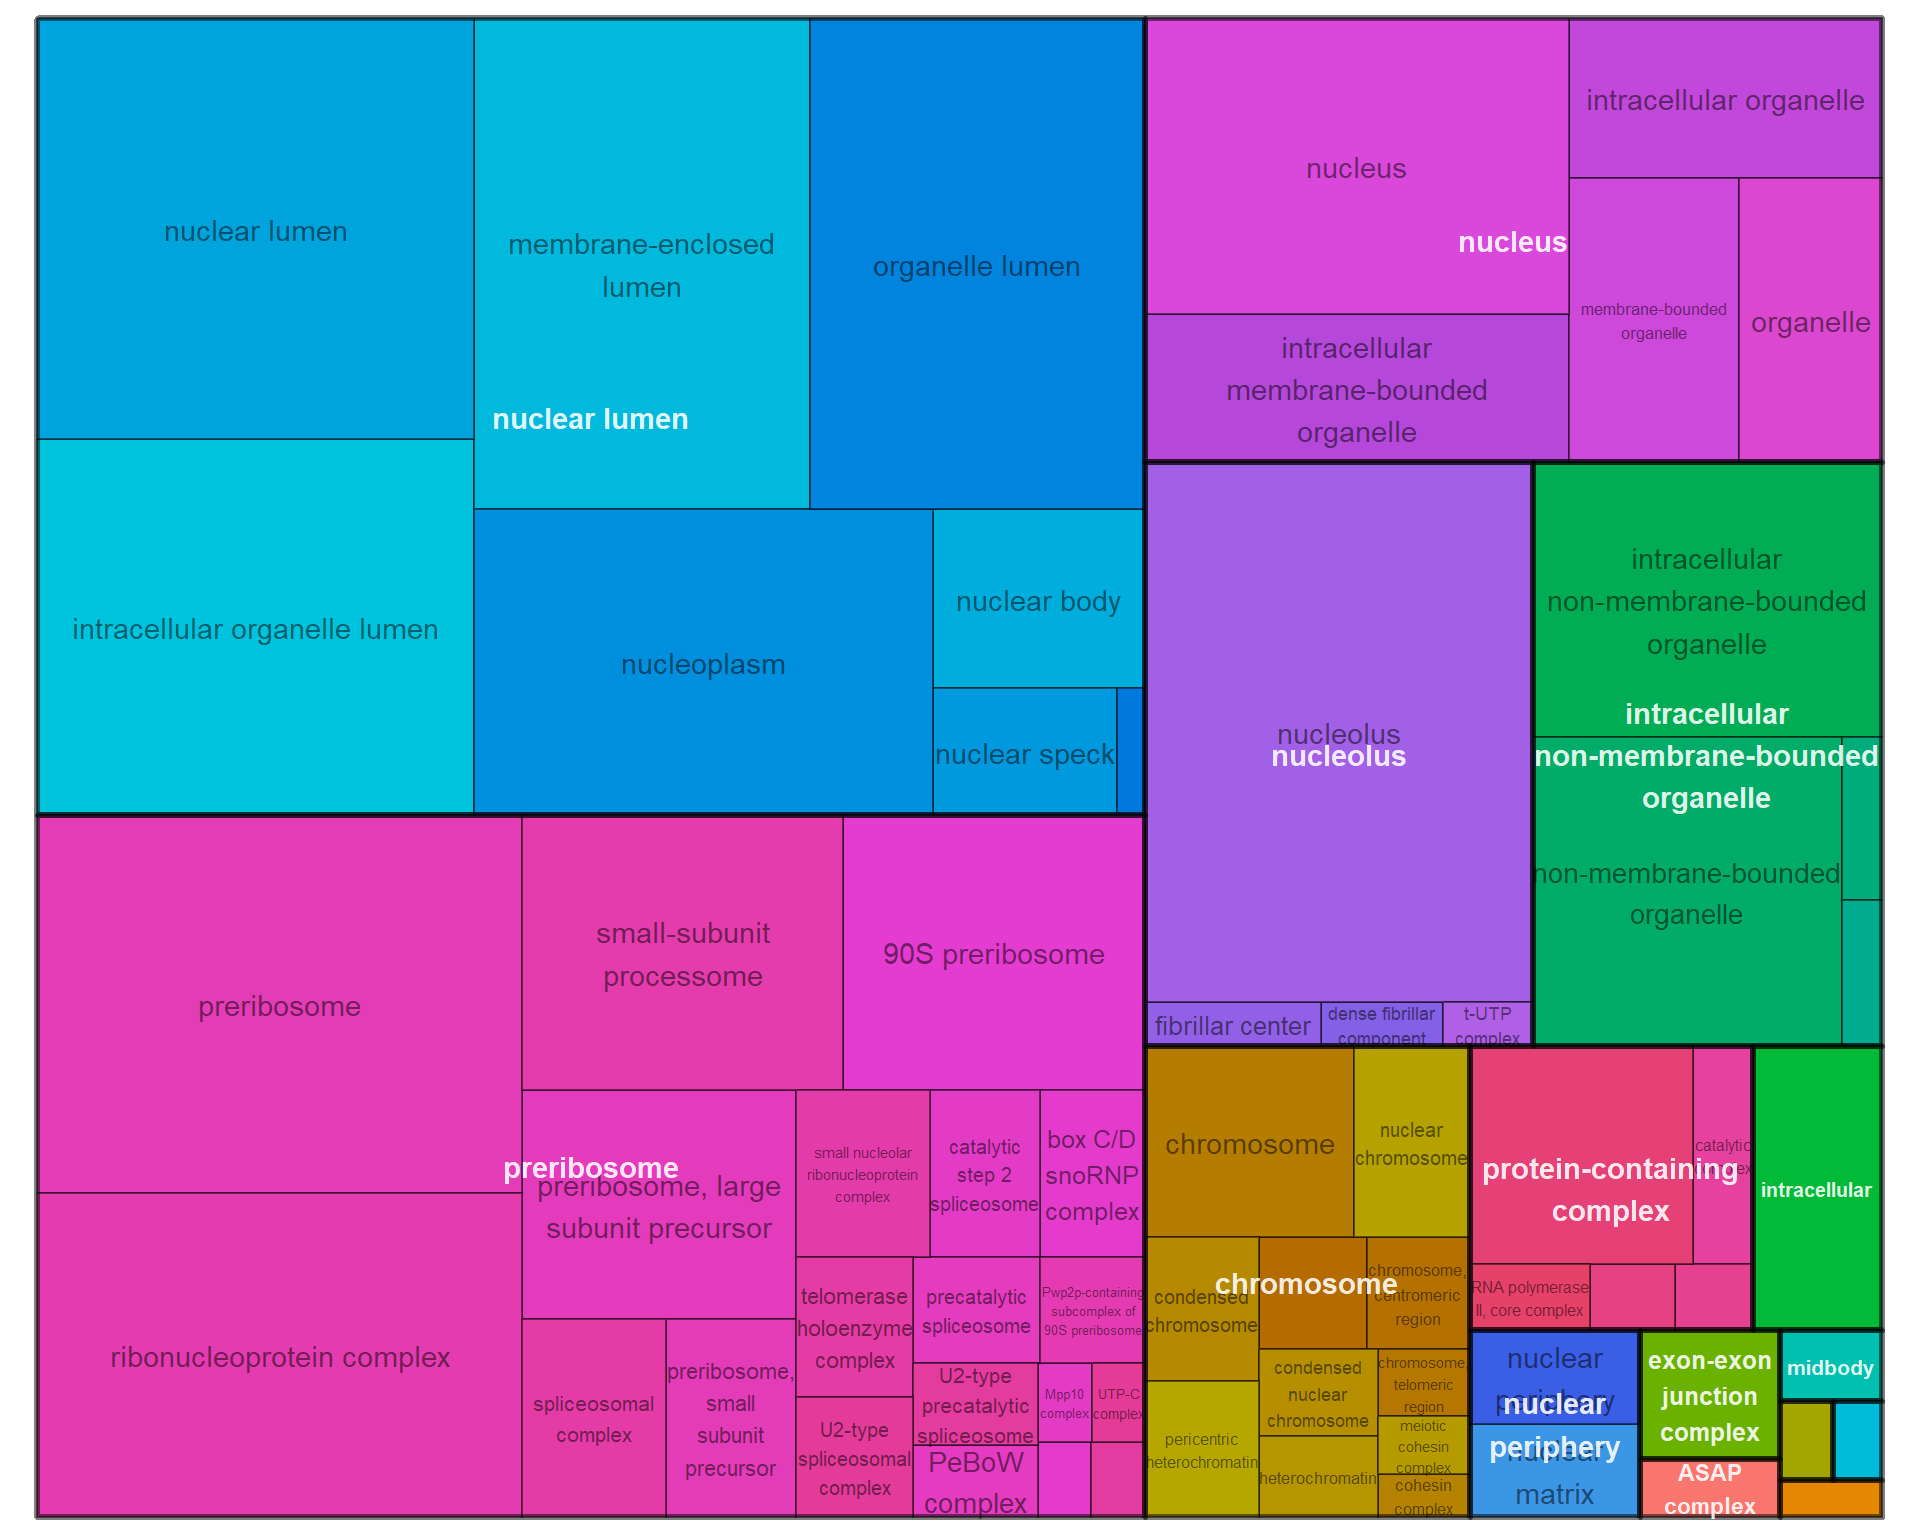 nuclear lumen
membrane-enclosed
lumen
organelle lumen
nuclear lumen
intracellular organelle lumen
nucleoplasm
nuclear body
nuclear speck
nucleus
nucleus
intracellular organelle
intracellular
membrane-bounded
organelle
membrane-bounded
organelle
organelle
nucleolus
nucleolus
fibrillar center
dense fibrillar
component
t-UTP
complex
intracellular
non-membrane-bounded
organelle
intracellular
non-membrane-bounded
organelle
non-membrane-bounded
organelle
preribosome
small-subunit
processome
90S preribosome
preribosome
preribosome, large
subunit precursor
ribonucleoprotein complex
spliceosomal
complex
preribosome,
small
subunit
precursor
small nucleolar
ribonucleoprotein
complex
catalytic
step 2
spliceosome
box C/D
snoRNP
complex
telomerase
holoenzyme
complex
precatalytic
spliceosome
Pwp2p-containing
subcomplex of
90S preribosome
U2-type
spliceosomal
complex
U2-type
precatalytic
spliceosome
Mpp10
complex
UTP-C
complex
PeBoW
complex
chromosome
nuclear
chromosome
chromosome
condensed
chromosome
chromosome,
centromeric
region
condensed
nuclear
chromosome
chromosome,
telomeric
region
pericentric
heterochromatin
heterochromatin
meiotic
cohesin
complex
cohesin
complex
protein-containing
complex
catalytic
RNA polymerase
II, core complex
intracellular
nuclear
periphery
nuclear
periphery
nuclear
matrix
exon-exon
junction
complex
ASAP
complex
midbody